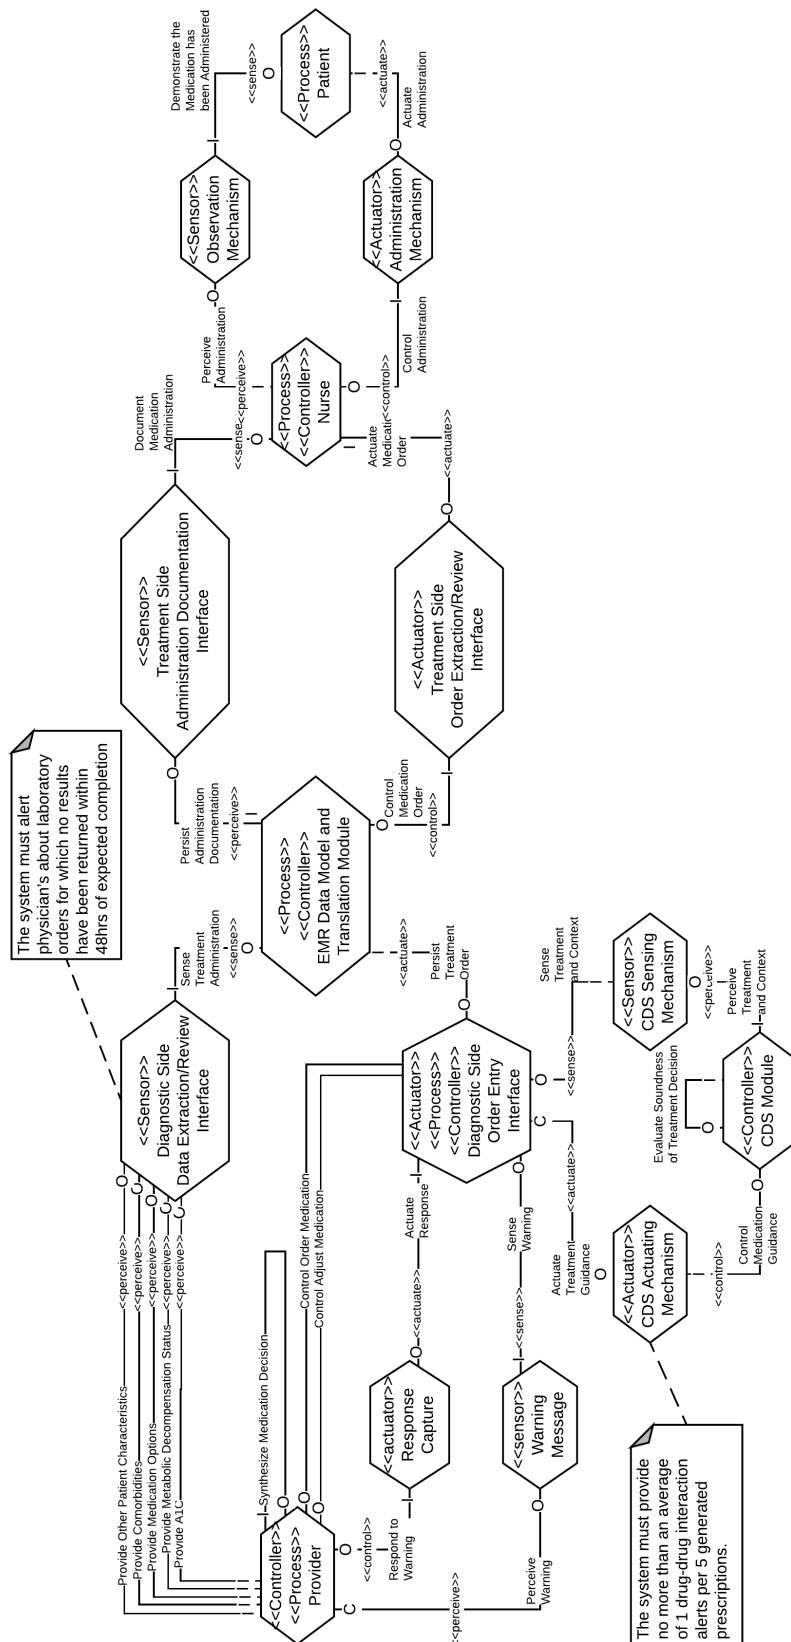 The system must alert
physician's about laboratory
orders for which no results
have been returned within
48hrs of expected completion
Provide Other Patient Characteristics
<<perceive>>
Provide Comorbidities
<<perceive>>
Provide Medication Options
<<perceive>>
Provide Metabolic Decompensation Status
<<perceive>>
Provide A1C
<<perceive>>
O
C
O
C
C
<<Sensor>>
Diagnostic Side
Data Extraction/Review
Interface
I
Sense
Treatment
Administration
<<sense>>
O
Persist
Administration
Documentation
<<perceive>>
I
O
<<Sensor>>
Treatment Side
Administration Documentation
Interface
I
Document
Medication
Administration
<<sense
O
Perceive
Administration
<<perceive>>
O
<<Sensor>>
Observation
Mechanism
I
Demonstrate the
Medication has
been Administered
<<sense>>
O
<<Controller>>
<<Process>>
Provider
I
Synthesize Medication Decision
O
O
Control Order Medication
O
Control Adjust Medication
<<Process>>
<<Controller>>
EMR Data Model and
Translation Module
O
Control
Medication
Order
<<control>>
I
<<Process>>
<<Controller>>
Nurse
I
Actuate
Medicati
Order
<<actuate>>
O
O
<<control>>
Control
Administration
I
<<Actuator>>
Administration
Mechanism
O
Actuate
Administration
<<actuate>>
<<Process>>
Patient
O
<<control>>
Respond to
Warning
I
<<actuator>>
Response
Capture
O
<<actuate>>
Actuate
Response
I
<<Actuator>>
<<Process>>
<<Controller>>
Diagnostic Side
Order Entry
Interface
O
<<actuate>>
Persist
Treatment
Order
<<Actuator>>
Treatment Side
Order Extraction/Review
Interface
C
<<perceive>>
Perceive
Warning
O
<<sensor>>
Warning
Message
I
<<sense>>
Sense
Warning
O
C
<<actuate>>
Actuate
Treatment
Guidance
O
O
<<sense>>
Sense
Treatment
and Context
<<Actuator>>
CDS Actuating
Mechanism
<<control>>
Control
Medication
Guidance
O
Evaluate Soundness
of Treatment Decision
O
<<Controller>>
CDS Module
I
<<Sensor>>
CDS Sensing
Mechanism
O
<<perceive>>
Perceive
Treatment
and Context
The system must provide
no more than an average
of 1 drug-drug interaction
alerts per 5 generated
prescriptions.